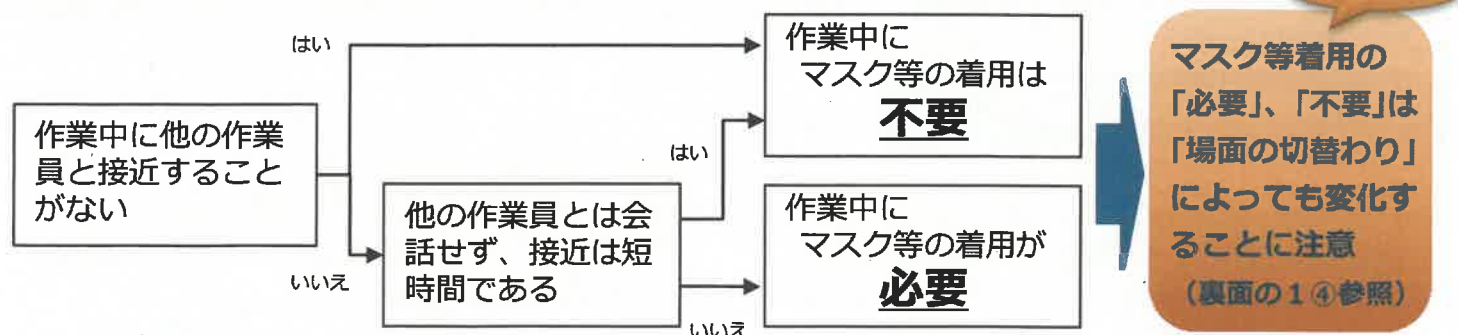 はい
作業中に
マスク等の着用は
不要
作業中に他の作業
員と接近すること
がない
はい
いいえ
他の作業員とは会
話せず、接近は短
時間である
作業中に
マスク等の着用が
必要
いいえ
マスク等着用の
「必要」、「不要」は
「場面の切替わり」
によっても変化す
ることに注意
(裏面の1④参照)